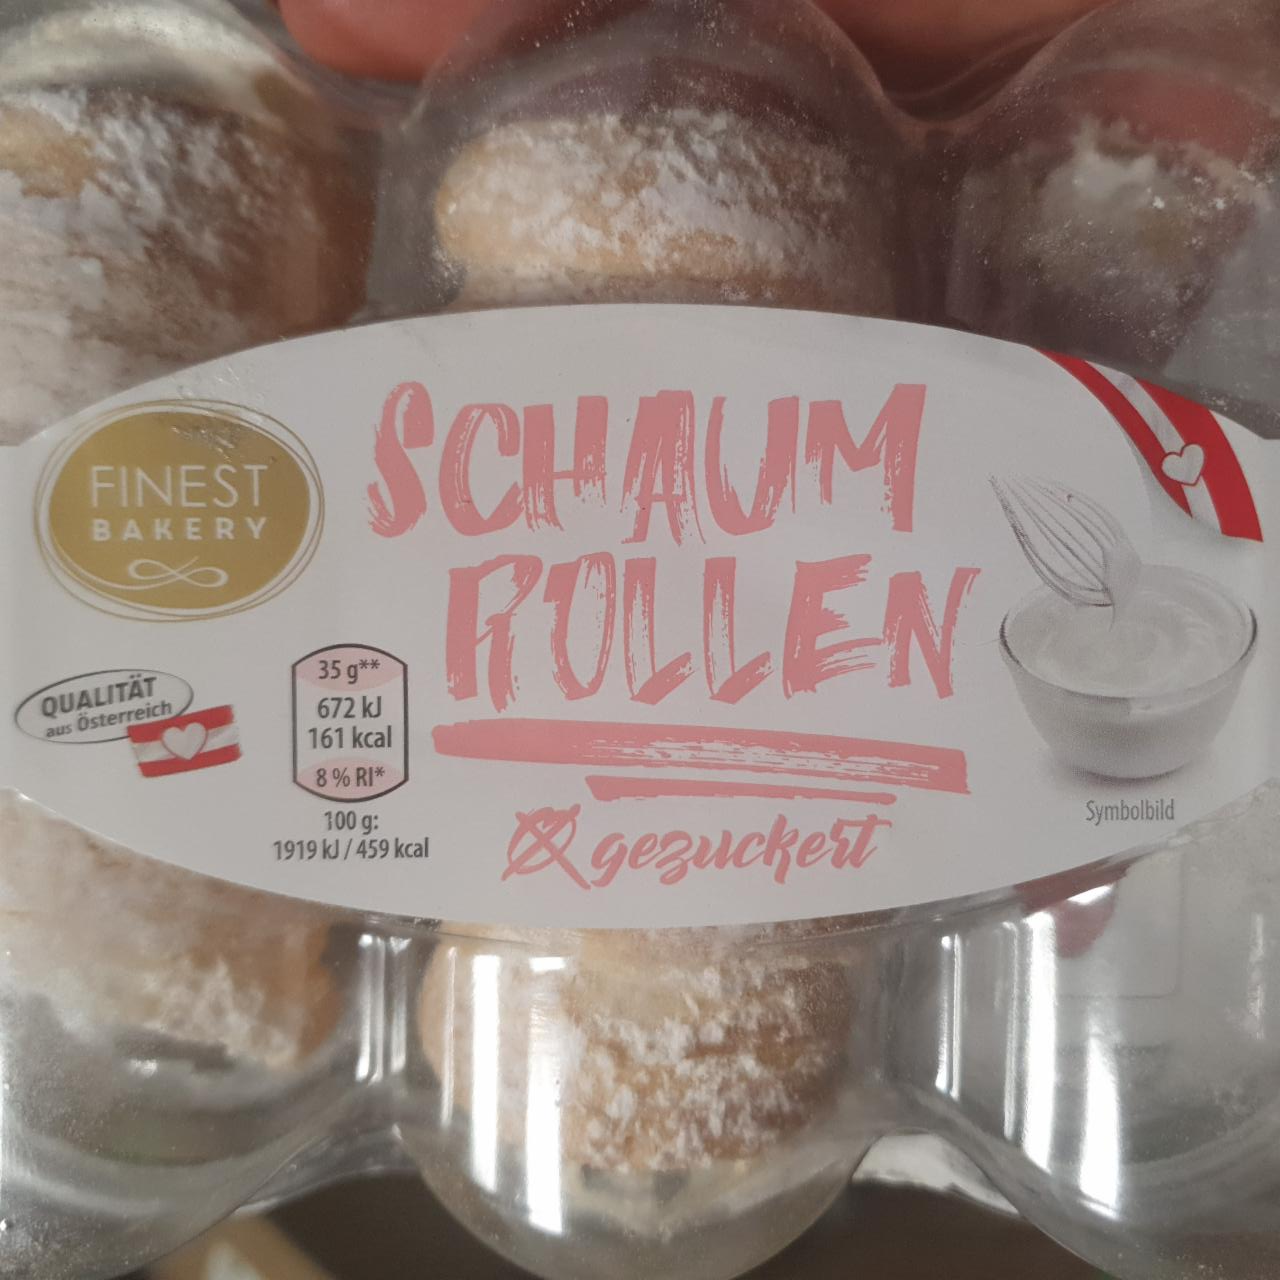 FINEST
BAKERY
SCHAUM
ROLLEN
gezuckert
QUALITÄT
aus Österreich
35 g**
672 kJ
161 kcal
8 % RI*
100 g:
1919 kJ / 459 kcal
Symbolbild